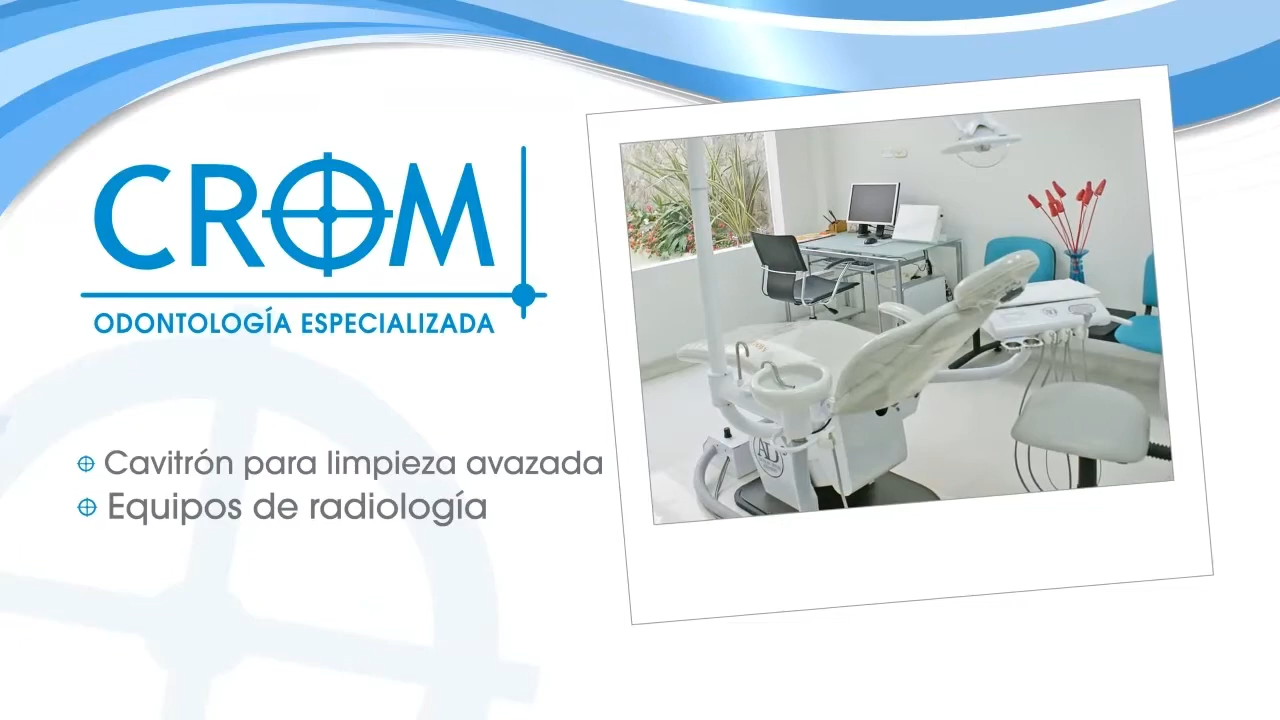 CROM
ODONTOLOGÍA ESPECIALIZADA
Cavitrón para limpieza avazada
Equipos de radiología